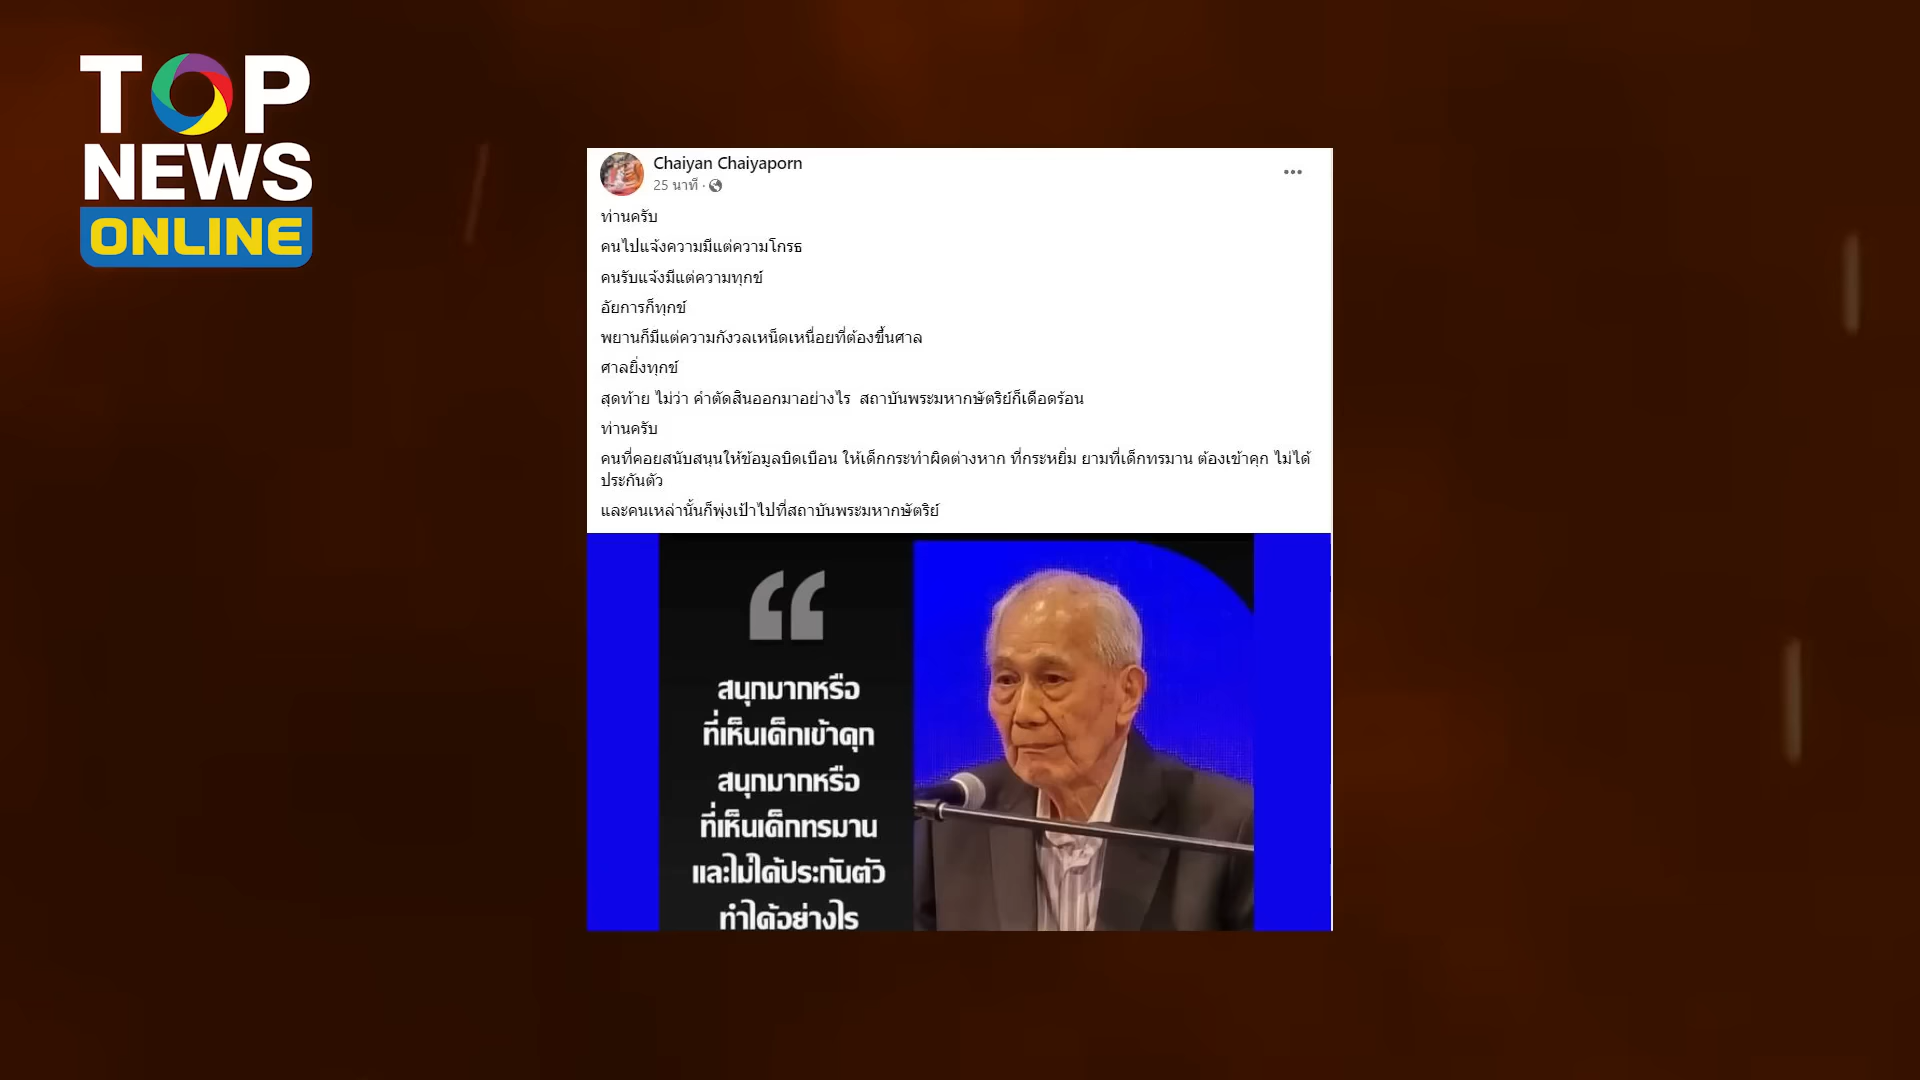 TOP
NEWS
ONLINE
Chaiyan Chaiyaporn
25 นาที ·
ท่านครับ
คนไปแจ้งความมีแต่ความโกรธ
คนรับแจ้งมีแต่ความทุกข์
อัยการก็ทุกข์
พยานก็มีแต่ความกังวลเหน็ดเหนื่อยที่ต้องขึ้นศาล
ศาลยิ่งทุกข์
สุดท้าย ไม่ว่า คำตัดสินออกมาอย่างไร สถาบันพระมหากษัตริย์ก็เดือดร้อน
ท่านครับ
คนที่คอยสนับสนุนให้ข้อมูลบิดเบือน ให้เด็กกระทำผิดต่างหาก ที่กระหยิ่ม ยามที่เด็กทรมาน ต้องเข้าคุก ไม่ได้
ประกันตัว
และคนเหล่านั้นก็พุ่งเป้าไปที่สถาบันพระมหากษัตริย์
“
สนุกมากหรือ
ที่เห็นเด็กเข้าคุก
สนุกมากหรือ
ที่เห็นเด็กทรมาน
และไม่ได้ประกันตัว
ทำได้อย่างไร